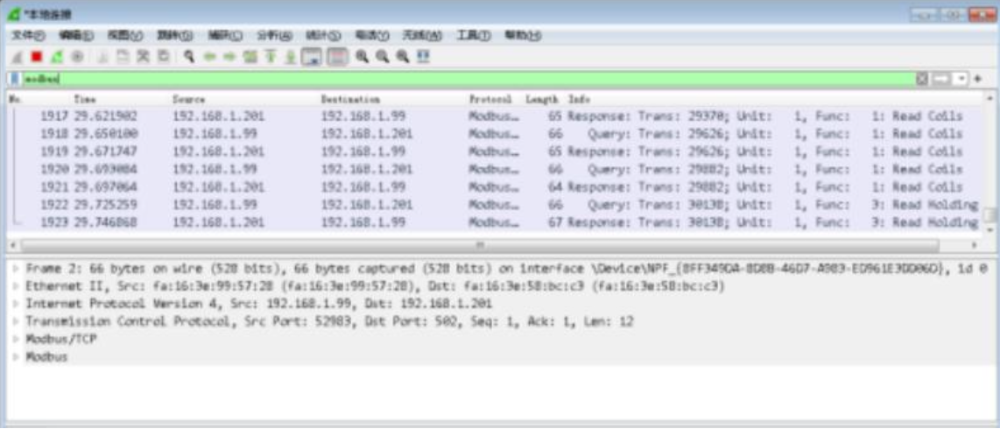 *本地连接
文件(F) 编辑(E) 视图(V) 跳转(G) 捕获(C) 分析(A) 统计(S) 电话(Y) 无线(W) 工具(T) 帮助(H)
modbus
No. Time Source Destination Protocol Length Info
1917 29.621902 192.168.1.201 192.168.1.99 Modbus… 65 Response: Trans: 29370; Unit: 1, Func: 1: Read Coils
1918 29.650100 192.168.1.99 192.168.1.201 Modbus… 66 Query: Trans: 29626; Unit: 1, Func: 1: Read Coils
1919 29.671747 192.168.1.201 192.168.1.99 Modbus… 65 Response: Trans: 29626; Unit: 1, Func: 1: Read Coils
1920 29.693084 192.168.1.99 192.168.1.201 Modbus… 66 Query: Trans: 29882; Unit: 1, Func: 1: Read Coils
1921 29.697064 192.168.1.201 192.168.1.99 Modbus… 64 Response: Trans: 29882; Unit: 1, Func: 1: Read Coils
1922 29.725259 192.168.1.99 192.168.1.201 Modbus… 66 Query: Trans: 30138; Unit: 1, Func: 3: Read Holding
1923 29.746868 192.168.1.201 192.168.1.99 Modbus… 67 Response: Trans: 30138; Unit: 1, Func: 3: Read Holding
Frame 2: 66 bytes on wire (528 bits), 66 bytes captured (528 bits) on interface \Device\NPF_{8FF349DA-8D8B-46D7-A983-ED961E3DD06D}, id 0
Ethernet II, Src: fa:16:3e:99:57:28 (fa:16:3e:99:57:28), Dst: fa:16:3e:58:bc:c3 (fa:16:3e:58:bc:c3)
Internet Protocol Version 4, Src: 192.168.1.99, Dst: 192.168.1.201
Transmission Control Protocol, Src Port: 52983, Dst Port: 502, Seq: 1, Ack: 1, Len: 12
Modbus/TCP
Modbus